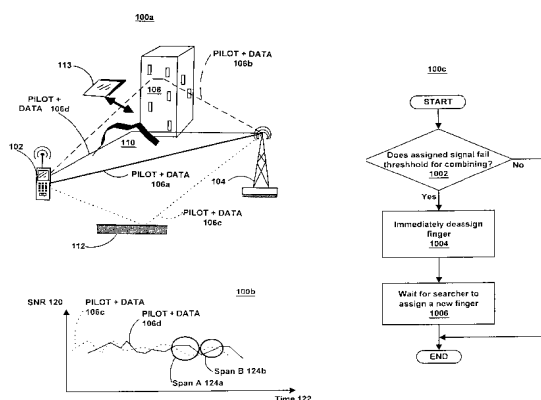 100a
113
PILOT + DATA
106b
108
PILOT +
DATA 106d
102
110
PILOT + DATA
106a
104
PILOT + DATA
106c
112
100b
SNR 120
PILOT + DATA
106c
PILOT + DATA
106d
Span A 124a
Span B 124b
Time 122
100c
START
Does assigned signal fail
threshhold for combining?
1002
No
Yes
Immediately deassign
finger
1004
Wait for searcher to
assign a new finger
1006
END